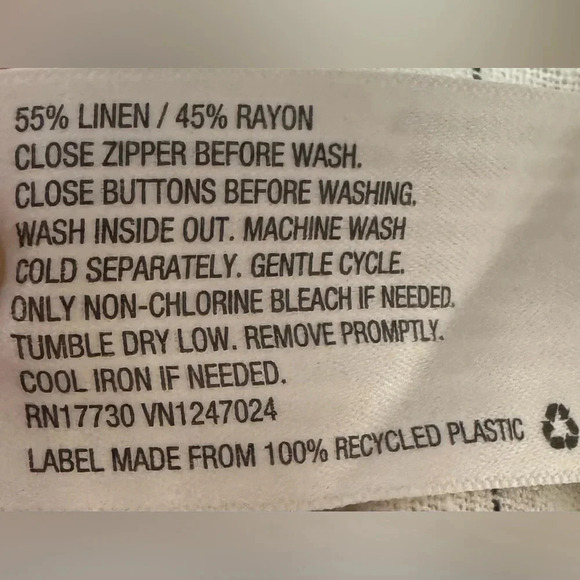 55% LINEN / 45% RAYON
CLOSE ZIPPER BEFORE WASH.
CLOSE BUTTONS BEFORE WASHING,
WASH INSIDE OUT. MACHINE WASH
COLD SEPARATELY. GENTLE CYCLE.
ONLY NON-CHLORINE BLEACH IF NEEDED.
TUMBLE DRY LOW. REMOVE PROMPTLY.
COOL IRON IF NEEDED.
RN17730 VN1247024
LABEL MADE FROM 100% RECYCLED PLASTIC